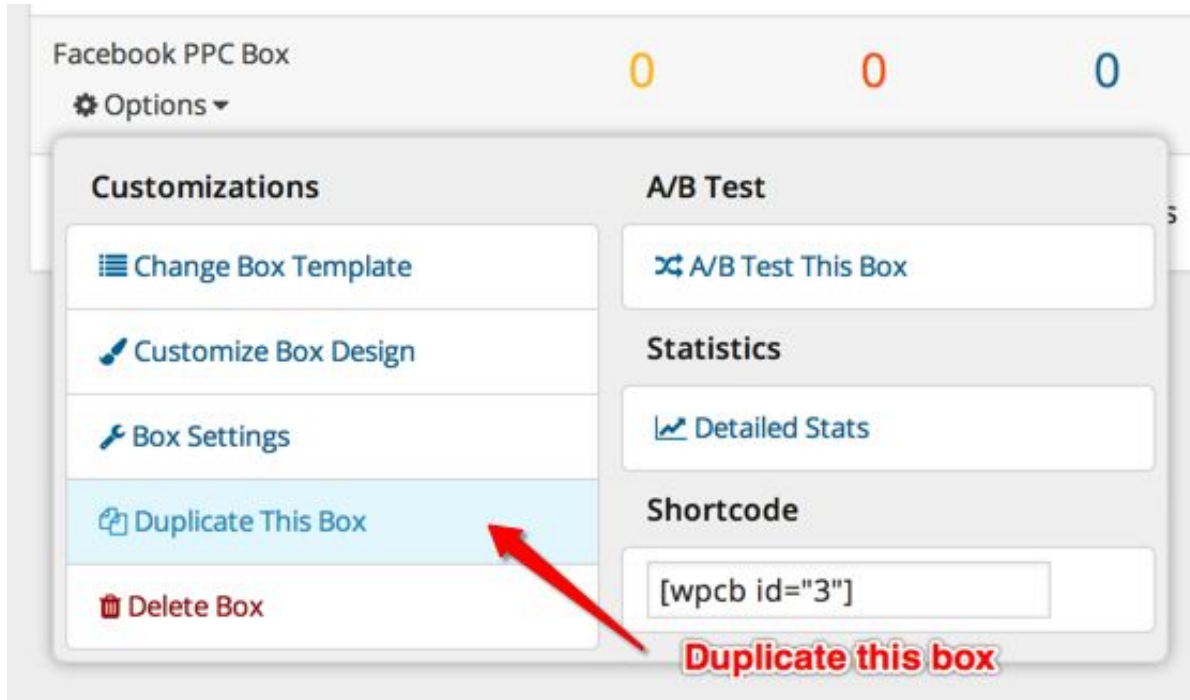 Facebook PPC Box
0 0 0
Options
Customizations
Change Box Template
Customize Box Design
Box Settings
Duplicate This Box
Delete Box
A/B Test
A/B Test This Box
Statistics
Detailed Stats
Shortcode
[wpcb id="3"]
Duplicate this box
s